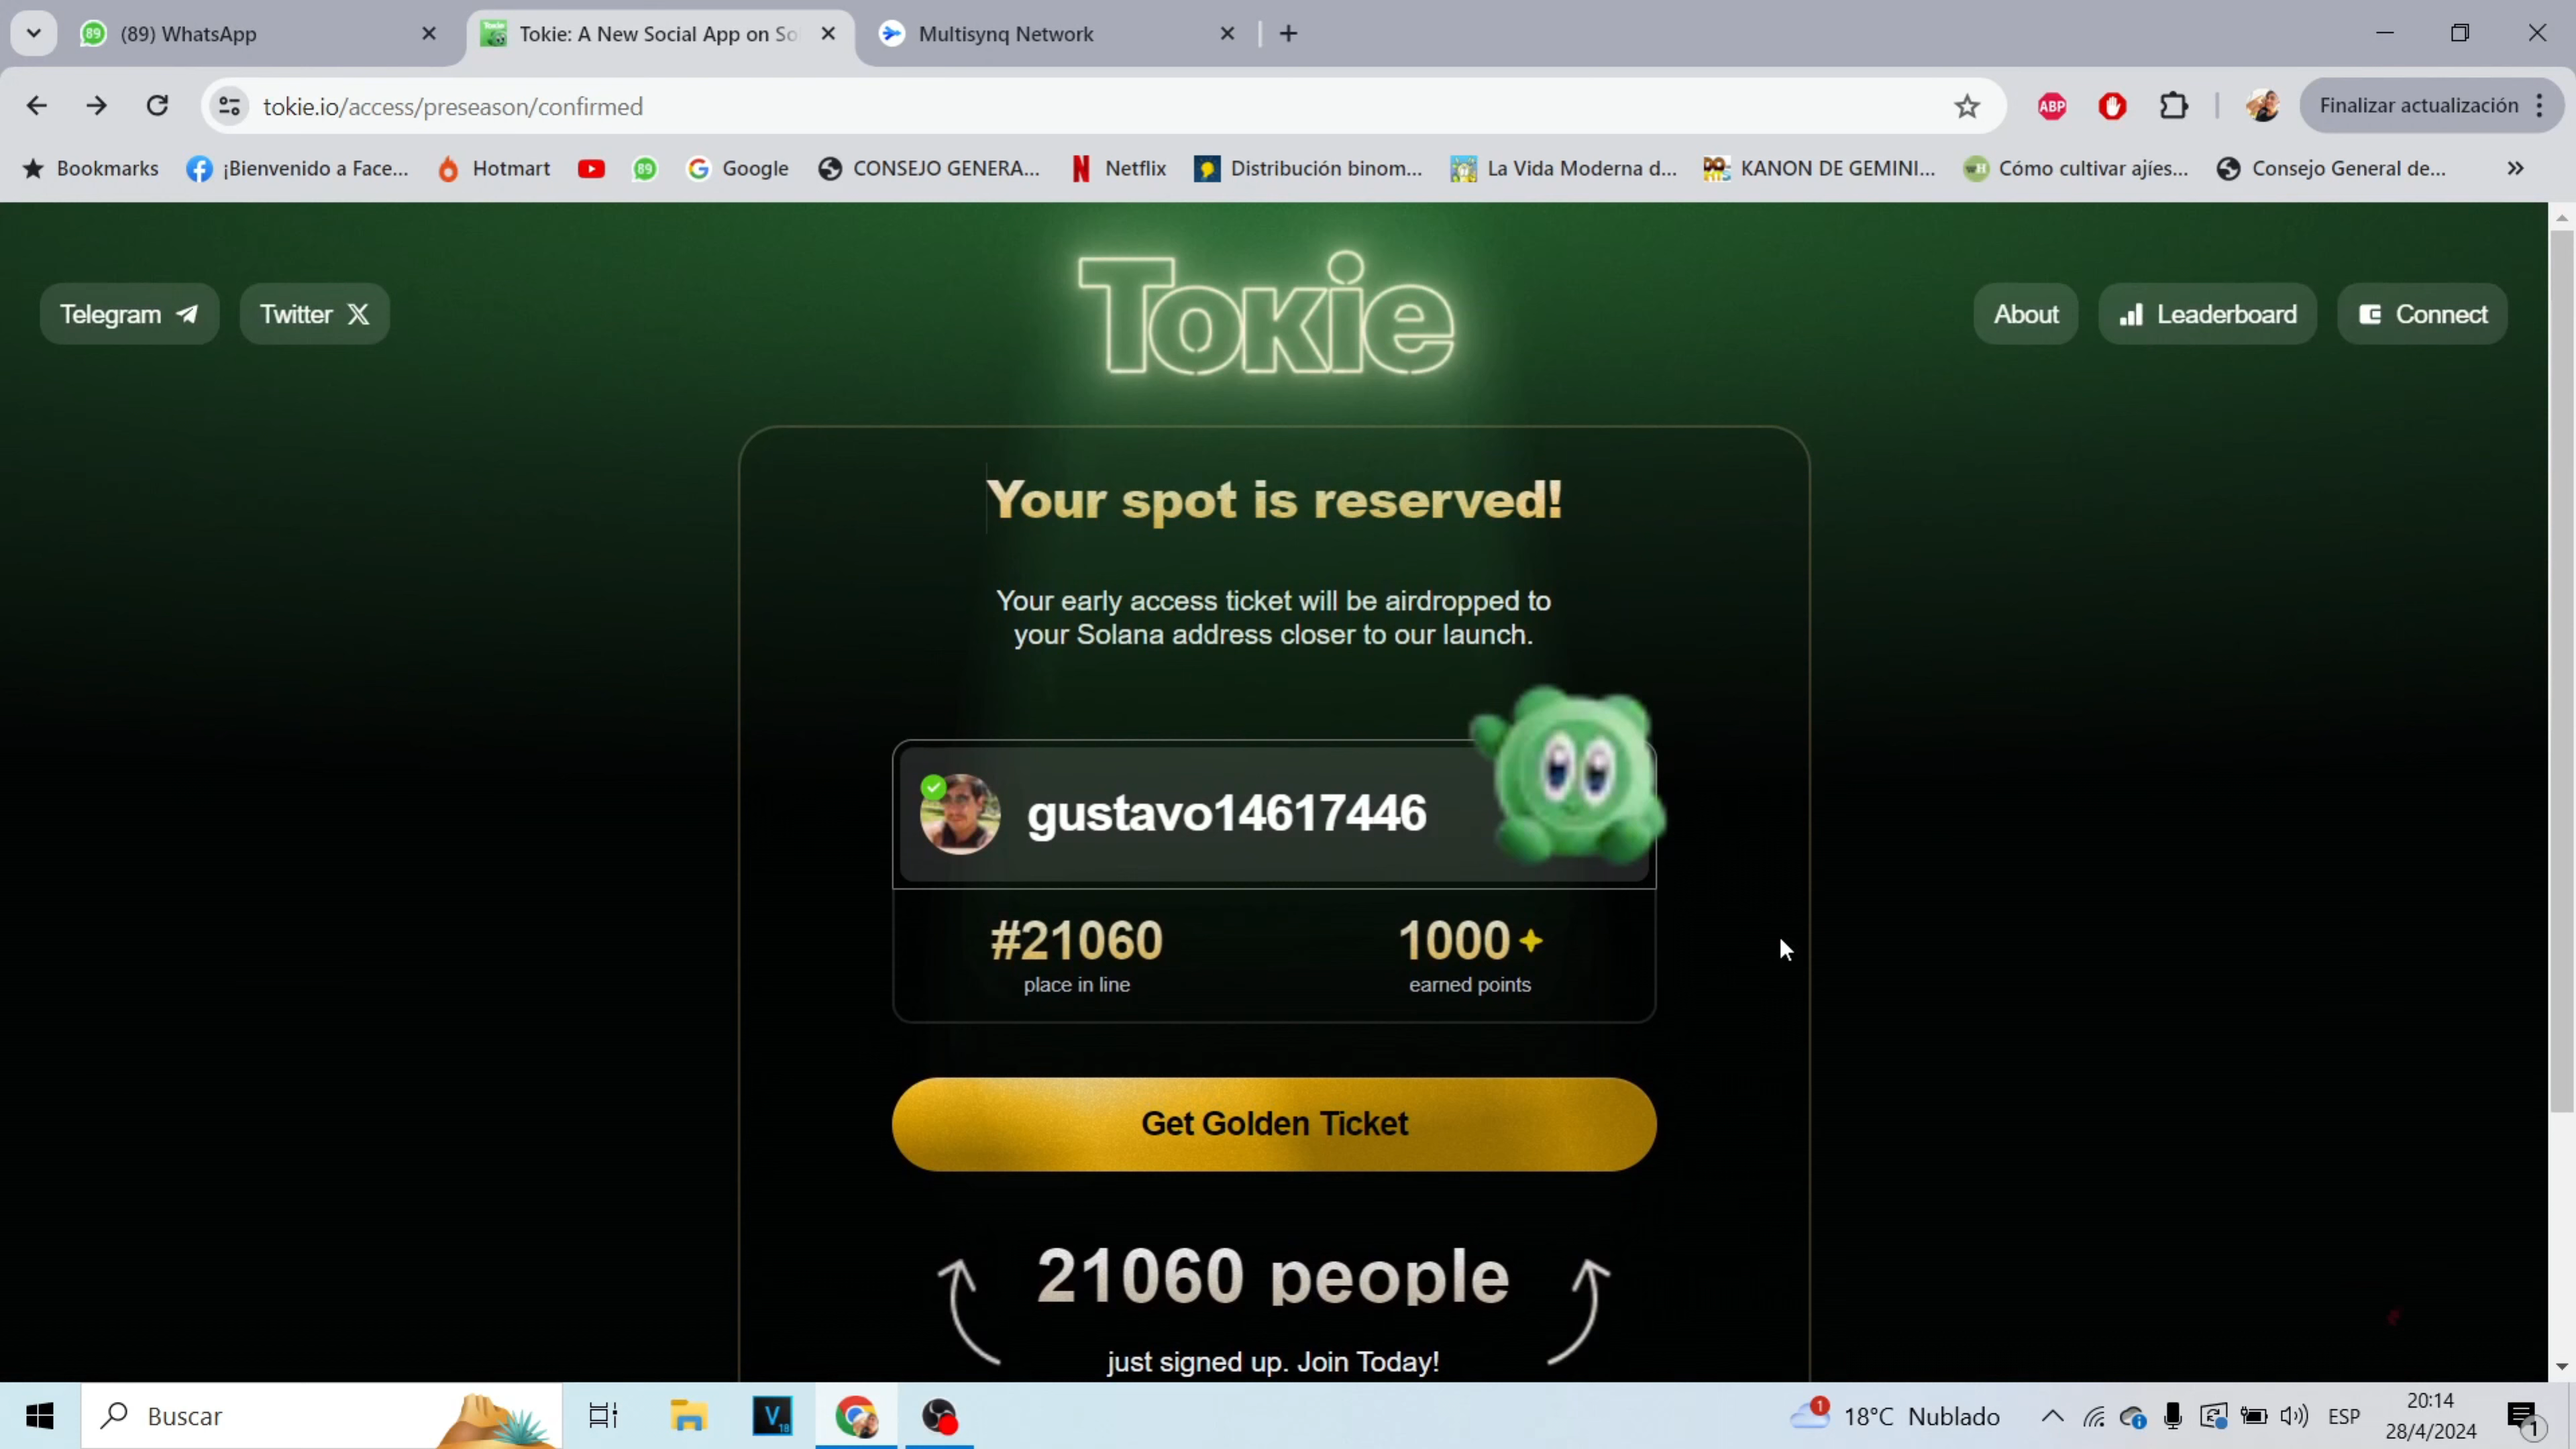 (89) WhatsApp
Tokie: A New Social App on So
Multisynq Network
tokie.io/access/preseason/confirmed
ABP
Finalizar actualización
Bookmarks
¡Bienvenido a Face...
Hotmart
89
Google
CONSEJO GENERA...
Netflix
Distribución binom...
La Vida Moderna d...
KANON DE GEMINI...
Cómo cultivar ajíes...
Consejo General de...
Telegram
Twitter
Tokie
About
Leaderboard
Connect
Your spot is reserved!
Your early access ticket will be airdropped to
your Solana address closer to our launch.
gustavo14617446
#21060
place in line
1000
earned points
Get Golden Ticket
21060 people
just signed up. Join Today!
Buscar
18°C Nublado
ESP
20:14
28/4/2024